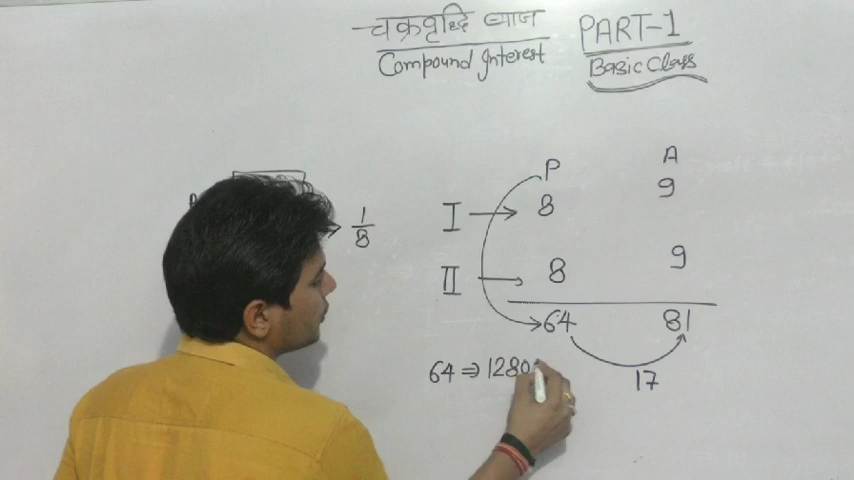 चक्रवृद्धि ब्याज
Compound Interest
PART-1
Basic Class
1/8
P A
I → 8 9
II → 8 9
64 81
17
64 ⇒ 1280